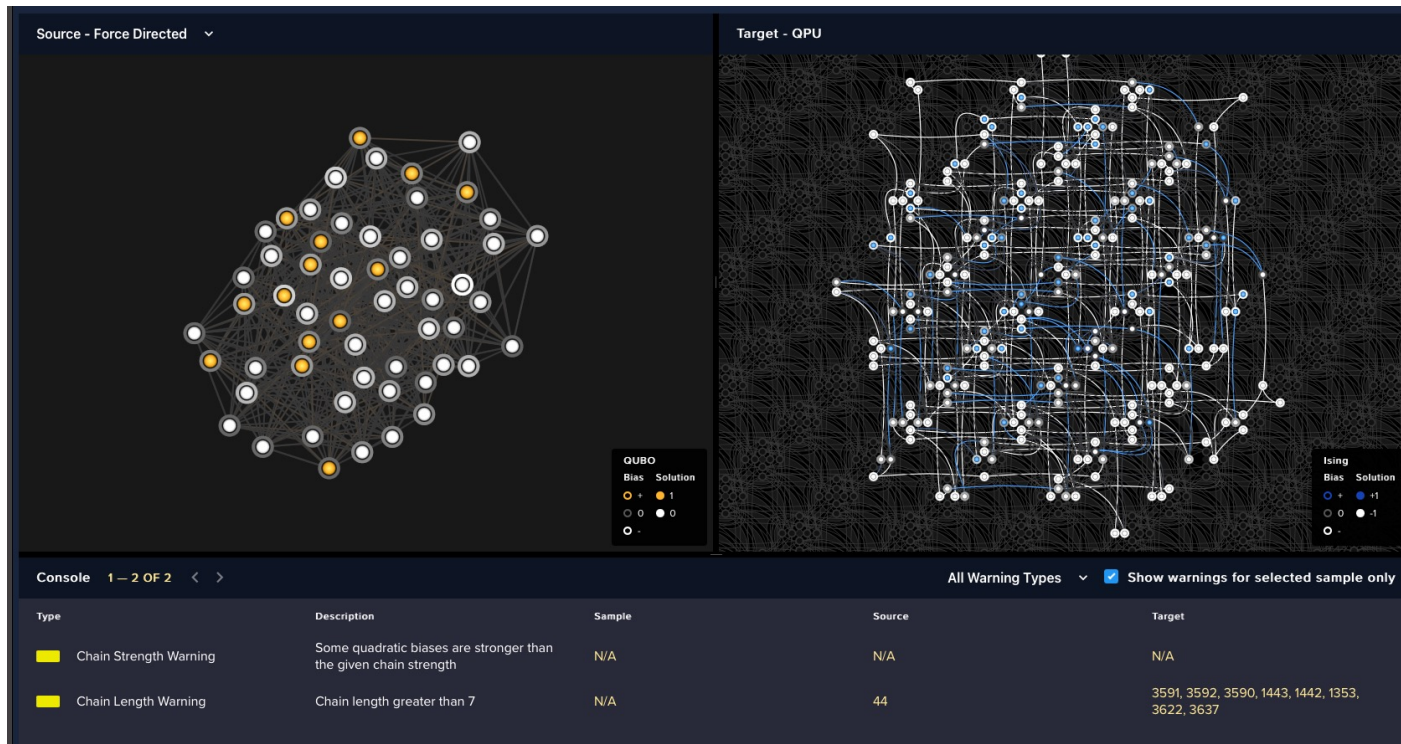 Source - Force Directed
Target - QPU
QUBO
Bias Solution
+ 1
0 0
-
Ising
Bias Solution
+ +1
0 -1
-
Console 1 — 2 OF 2 < >
All Warning Types
Show warnings for selected sample only
Type Description Sample Source Target
Chain Strength Warning
Some quadratic biases are stronger than
the given chain strength
N/A N/A N/A
Chain Length Warning
Chain length greater than 7
N/A 44
3591, 3592, 3590, 1443, 1442, 1353,
3622, 3637